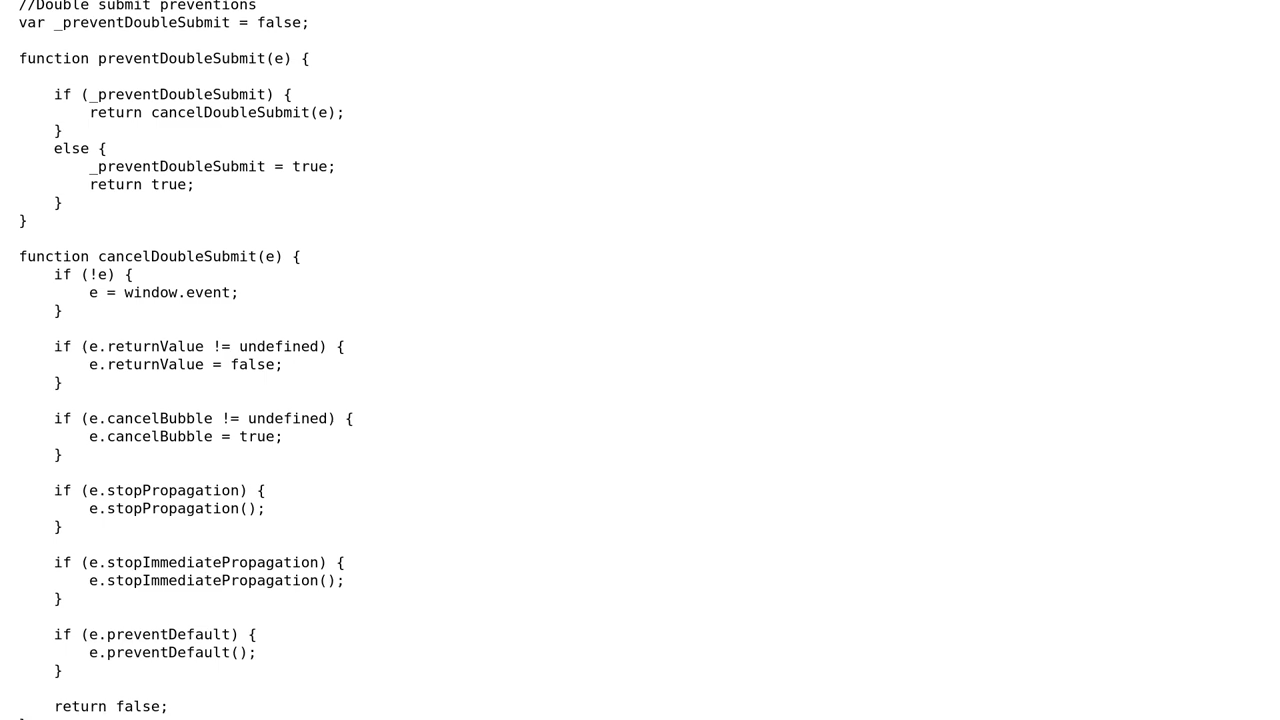 //Double submit preventions
var _preventDoubleSubmit = false;

function preventDoubleSubmit(e) {

    if (_preventDoubleSubmit) {
        return cancelDoubleSubmit(e);
    }
    else {
        _preventDoubleSubmit = true;
        return true;
    }
}

function cancelDoubleSubmit(e) {
    if (!e) {
        e = window.event;
    }

    if (e.returnValue != undefined) {
        e.returnValue = false;
    }

    if (e.cancelBubble != undefined) {
        e.cancelBubble = true;
    }

    if (e.stopPropagation) {
        e.stopPropagation();
    }

    if (e.stopImmediatePropagation) {
        e.stopImmediatePropagation();
    }

    if (e.preventDefault) {
        e.preventDefault();
    }

    return false;